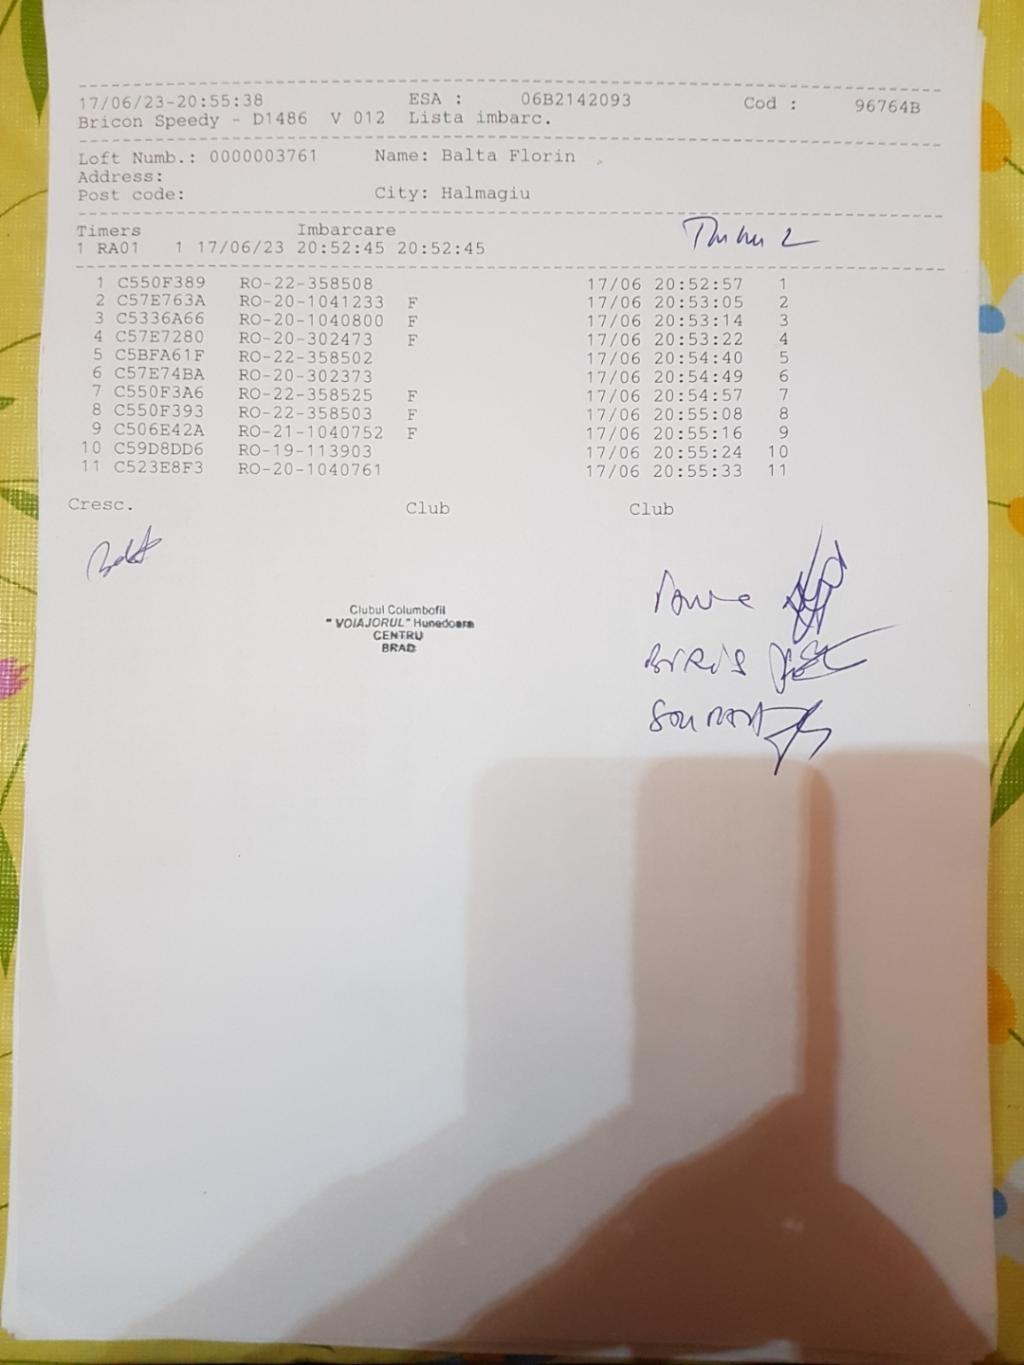 17/06/23-20:55:38 ESA : 06B2142093 Cod : 96764B
Bricon Speedy - D1486 V 012 Lista imbarc.
Loft Numb.: 0000003761 Name: Balta Florin
Address:
Post code: City: Halmagiu
Timers Imbarcare
1 RA01 1 17/06/23 20:52:45 20:52:45
1 C550F389 RO-22-358508 17/06 20:52:57 1
2 C57E763A RO-20-1041233 F 17/06 20:53:05 2
3 C5336A66 RO-20-1040800 F 17/06 20:53:14 3
4 C57E7280 RO-20-302473 F 17/06 20:53:22 4
5 C5BFA61F RO-22-358502 17/06 20:54:40 5
6 C57E74BA RO-20-302373 17/06 20:54:49 6
7 C550F3A6 RO-22-358525 F 17/06 20:54:57 7
8 C550F393 RO-22-358503 F 17/06 20:55:08 8
9 C506E42A RO-21-1040752 F 17/06 20:55:16 9
10 C59D8DD6 RO-19-113903 17/06 20:55:24 10
11 C523E8F3 RO-20-1040761 17/06 20:55:33 11
Cresc. Club Club
Clubul Columbofil
"VOIAJORUL" Hunedoara
CENTRU
BRAD